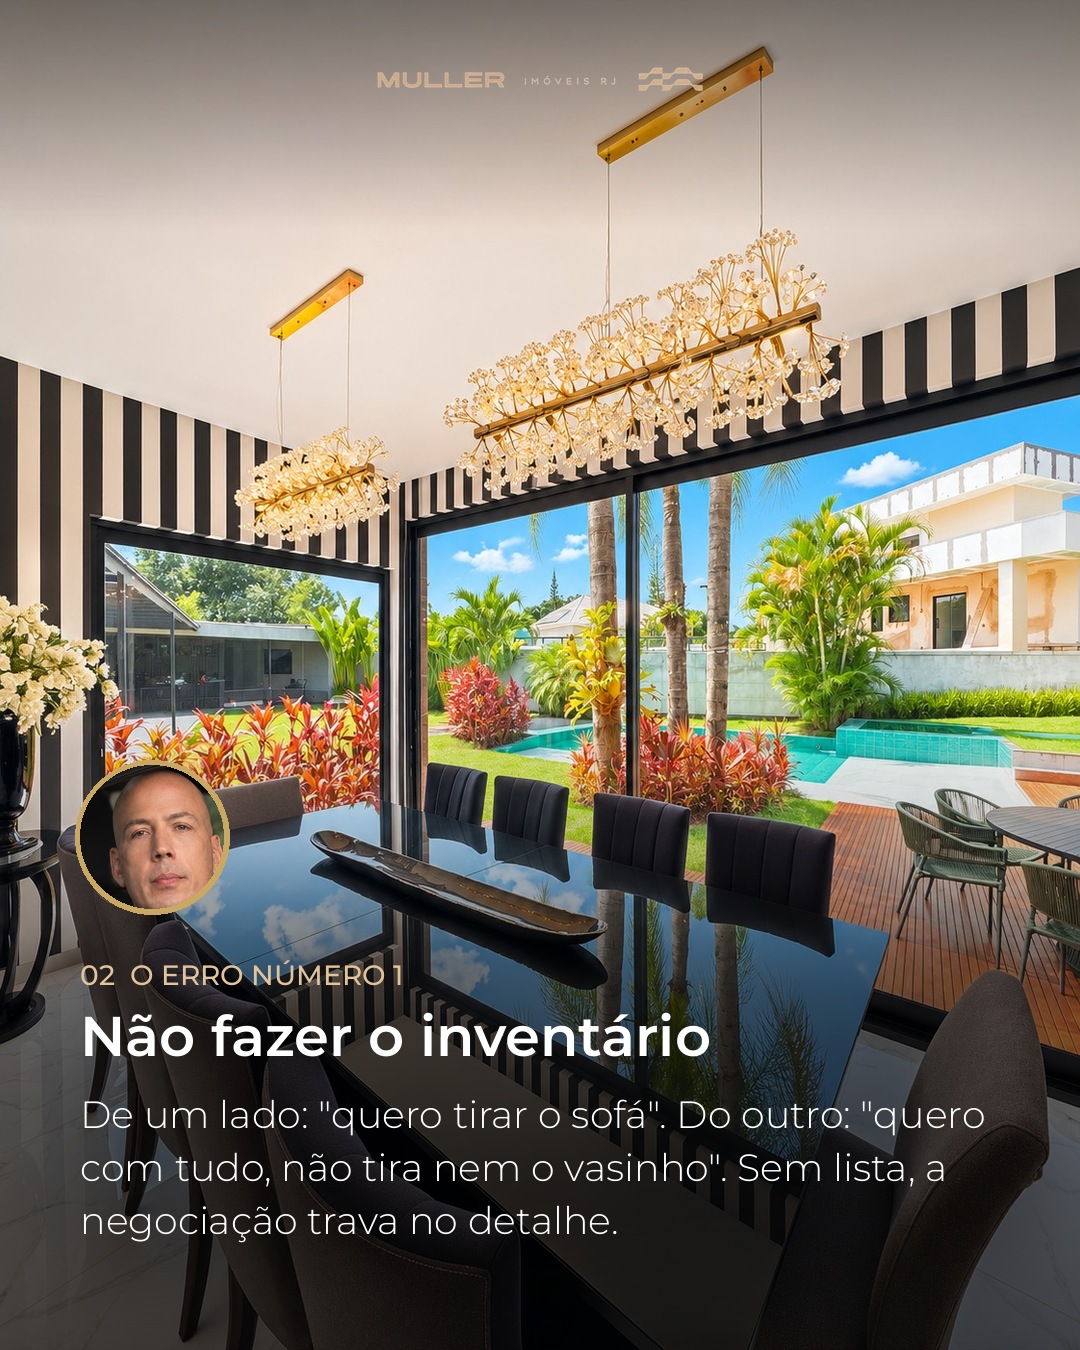 MULLER IMÓVEIS RJ
02 O ERRO NÚMERO 1
Não fazer o inventário
De um lado: "quero tirar o sofá". Do outro: "quero
com tudo, não tira nem o vasinho". Sem lista, a
negociação trava no detalhe.